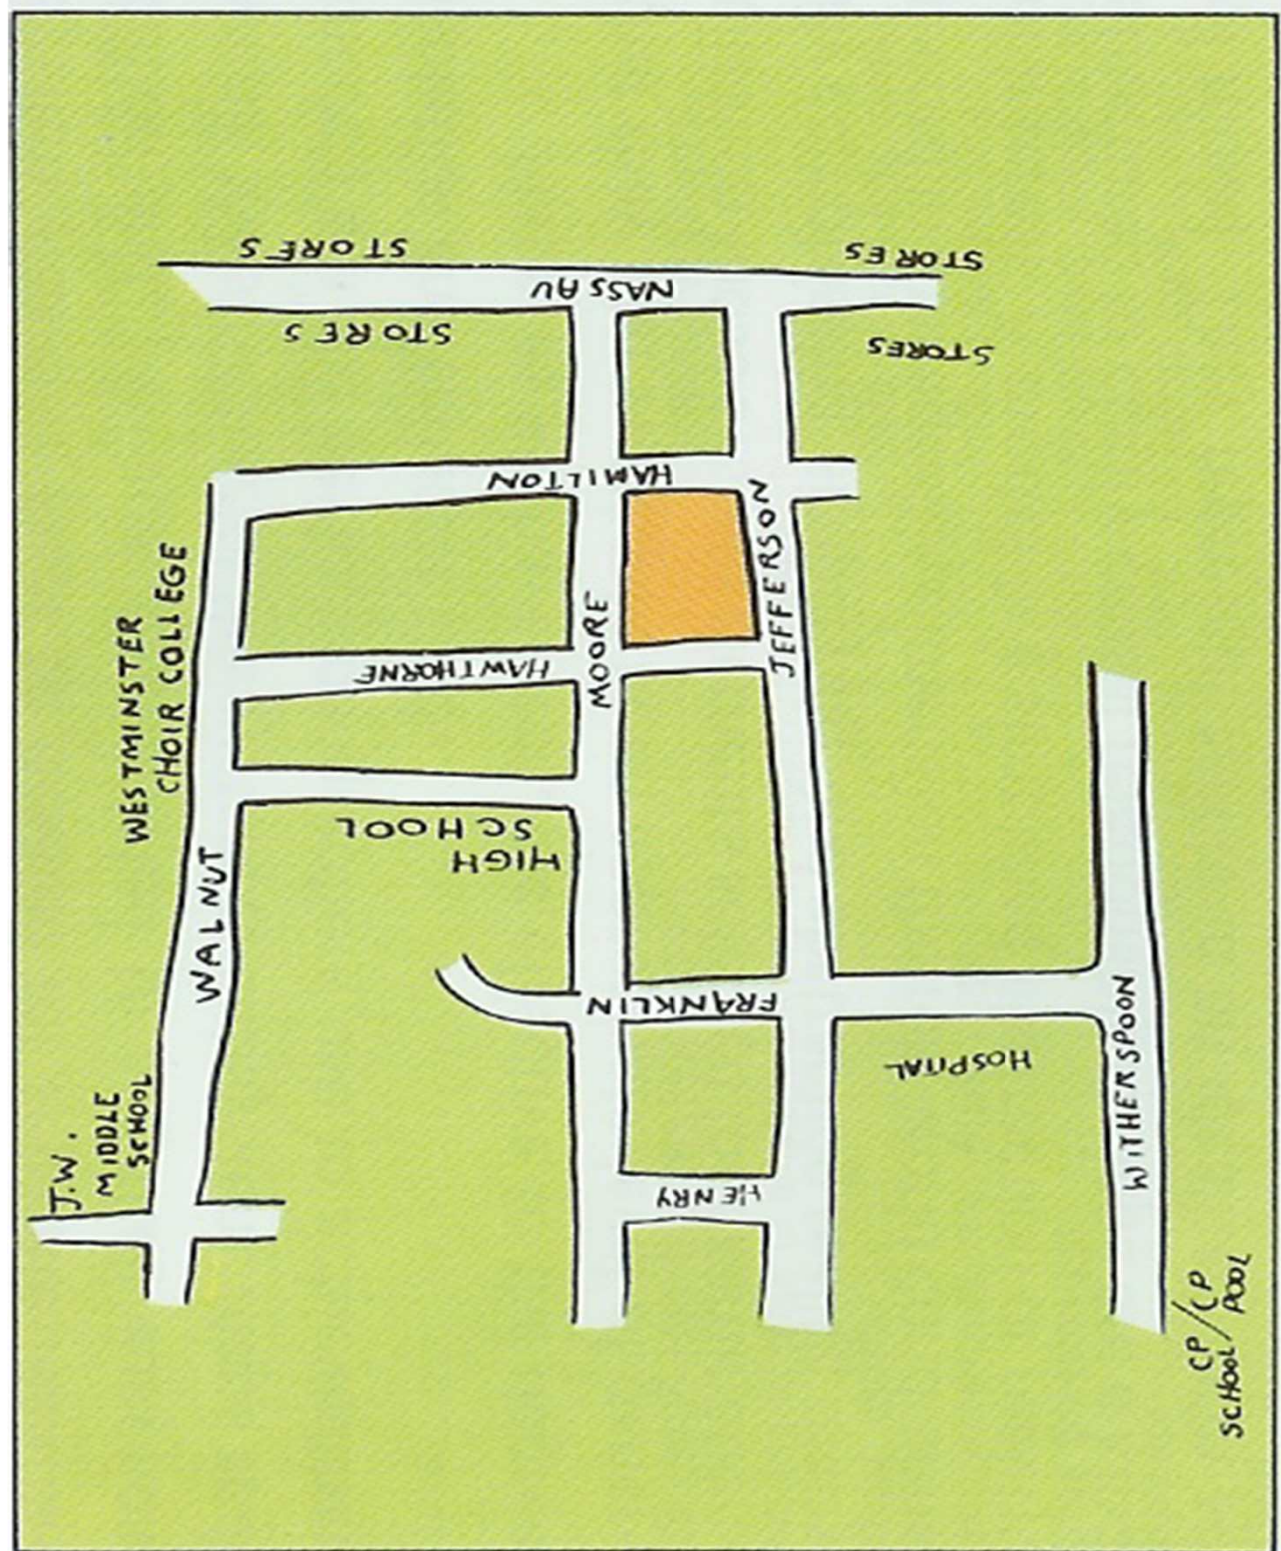 STORES
STORES
NASSAU
STORES
STORES
HAMILTON
JEFFERSON
WESTMINSTER
CHOIR COLLEGE
MOORE
HAWTHORNE
HIGH
SCHOOL
WALNUT
FRANKLIN
WITHERSPOON
HOSPITAL
J.W.
MIDDLE
SCHOOL
HENRY
CP / CP
SCHOOL / POOL